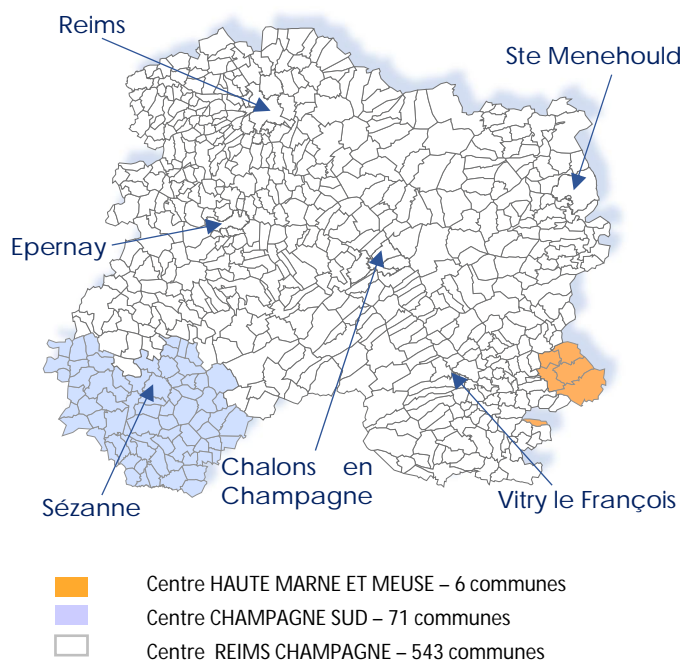 Reims
Ste Menehould
Epernay
Chalons en
Champagne
Sézanne
Vitry le François
Centre HAUTE MARNE ET MEUSE – 6 communes
Centre CHAMPAGNE SUD – 71 communes
Centre REIMS CHAMPAGNE – 543 communes